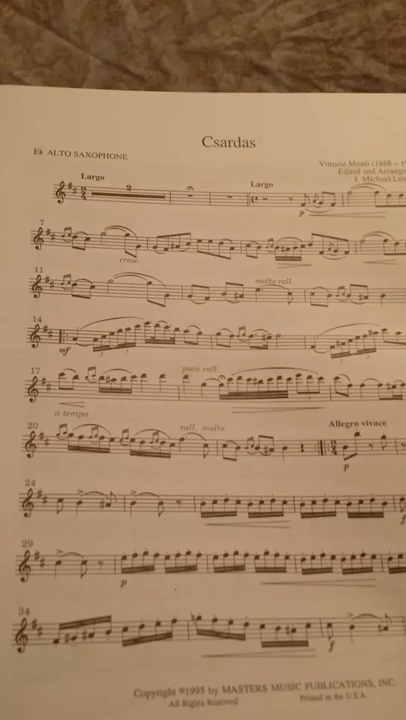 Csardas
E♭ ALTO SAXOPHONE
Vittorio Monti (1868 –
Edited and Arrange
J. Michael Leo
Largo
2
Largo
p
7
cresc.
11
molto rall.
14
mf
3
17
poco rall.
a tempo
20
rall. molto
Allegro vivace
p
24
f
29
p
34
f
Copyright ©1995 by MASTERS MUSIC PUBLICATIONS, INC.
All Rights Reserved
Printed in the U.S.A.